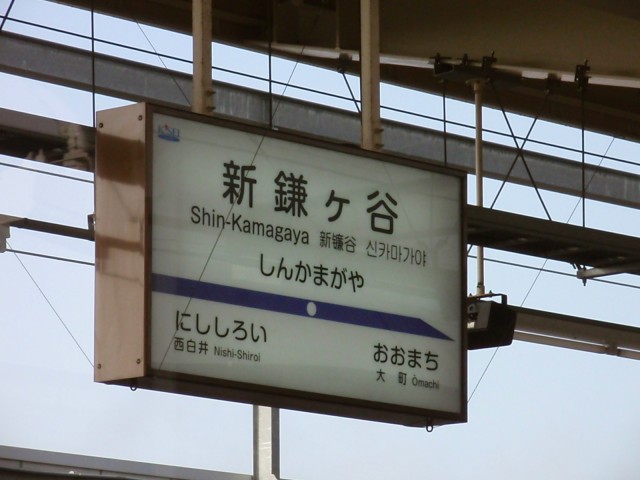 新鎌ヶ谷
Shin-Kamagaya 新镰谷 신카마가야
しんかまがや
にししろい
西白井 Nishi-Shiroi
おおまち
大町 Ōmachi